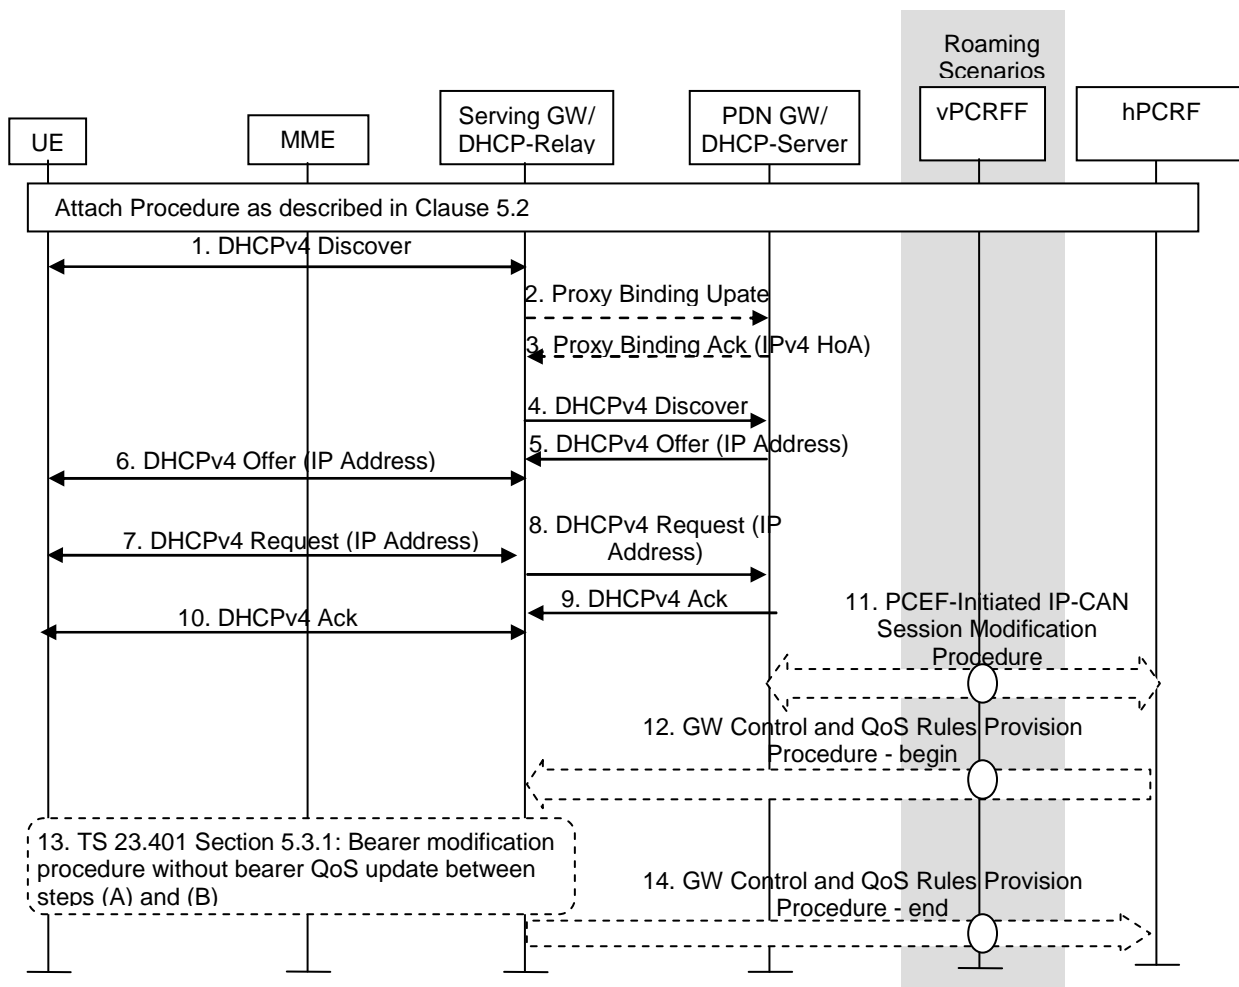 Roaming
Scenarios
UE
MME
Serving GW/
DHCP-Relay
PDN GW/
DHCP-Server
vPCRFF
hPCRF
Attach Procedure as described in Clause 5.2
1. DHCPv4 Discover
2. Proxy Binding Upate
3. Proxy Binding Ack (IPv4 HoA)
4. DHCPv4 Discover
5. DHCPv4 Offer (IP Address)
6. DHCPv4 Offer (IP Address)
7. DHCPv4 Request (IP Address)
8. DHCPv4 Request (IP
Address)
9. DHCPv4 Ack
10. DHCPv4 Ack
11. PCEF-Initiated IP-CAN
Session Modification
Procedure
12. GW Control and QoS Rules Provision
Procedure - begin
13. TS 23.401 Section 5.3.1: Bearer modification
procedure without bearer QoS update between
steps (A) and (B)
14. GW Control and QoS Rules Provision
Procedure - end